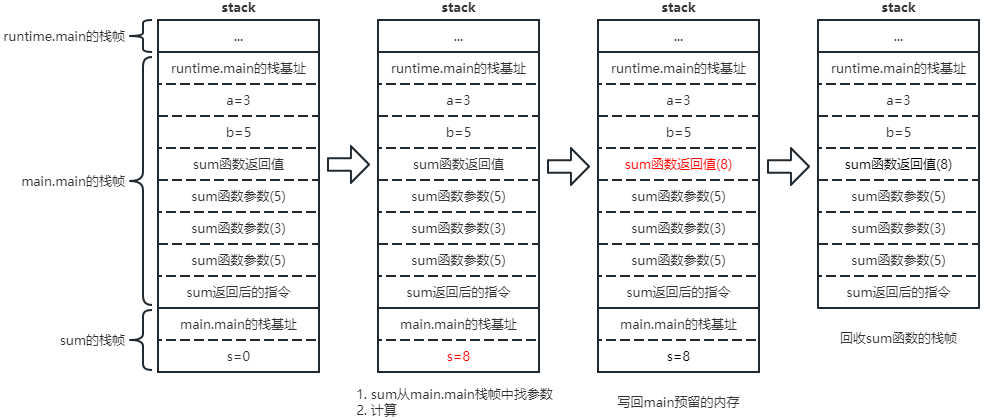 stack
runtime.main的栈帧
...
main.main的栈帧
runtime.main的栈基址
a=3
b=5
sum函数返回值
sum函数参数(5)
sum函数参数(3)
sum函数参数(5)
sum返回后的指令
sum的栈帧
main.main的栈基址
s=0
stack
...
runtime.main的栈基址
a=3
b=5
sum函数返回值
sum函数参数(5)
sum函数参数(3)
sum函数参数(5)
sum返回后的指令
main.main的栈基址
s=8
1. sum从main.main栈帧中找参数
2. 计算
stack
...
runtime.main的栈基址
a=3
b=5
sum函数返回值(8)
sum函数参数(5)
sum函数参数(3)
sum函数参数(5)
sum返回后的指令
main.main的栈基址
s=8
写回main预留的内存
stack
...
runtime.main的栈基址
a=3
b=5
sum函数返回值(8)
sum函数参数(5)
sum函数参数(3)
sum函数参数(5)
sum返回后的指令
回收sum函数的栈帧